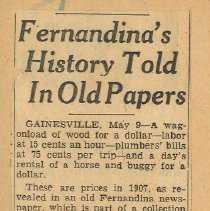 Fernandina's
History Told
In Old Papers
GAINESVILLE, May 9—A wag-
onload of wood for a dollar—labor
at 15 cents an hour—plumbers' bills
at 75 cents per trip—and a day's
rental of a horse and buggy for a
dollar.
These are prices in 1907, as re-
vealed in an old Fernandina news-
paper, which is part of a collection